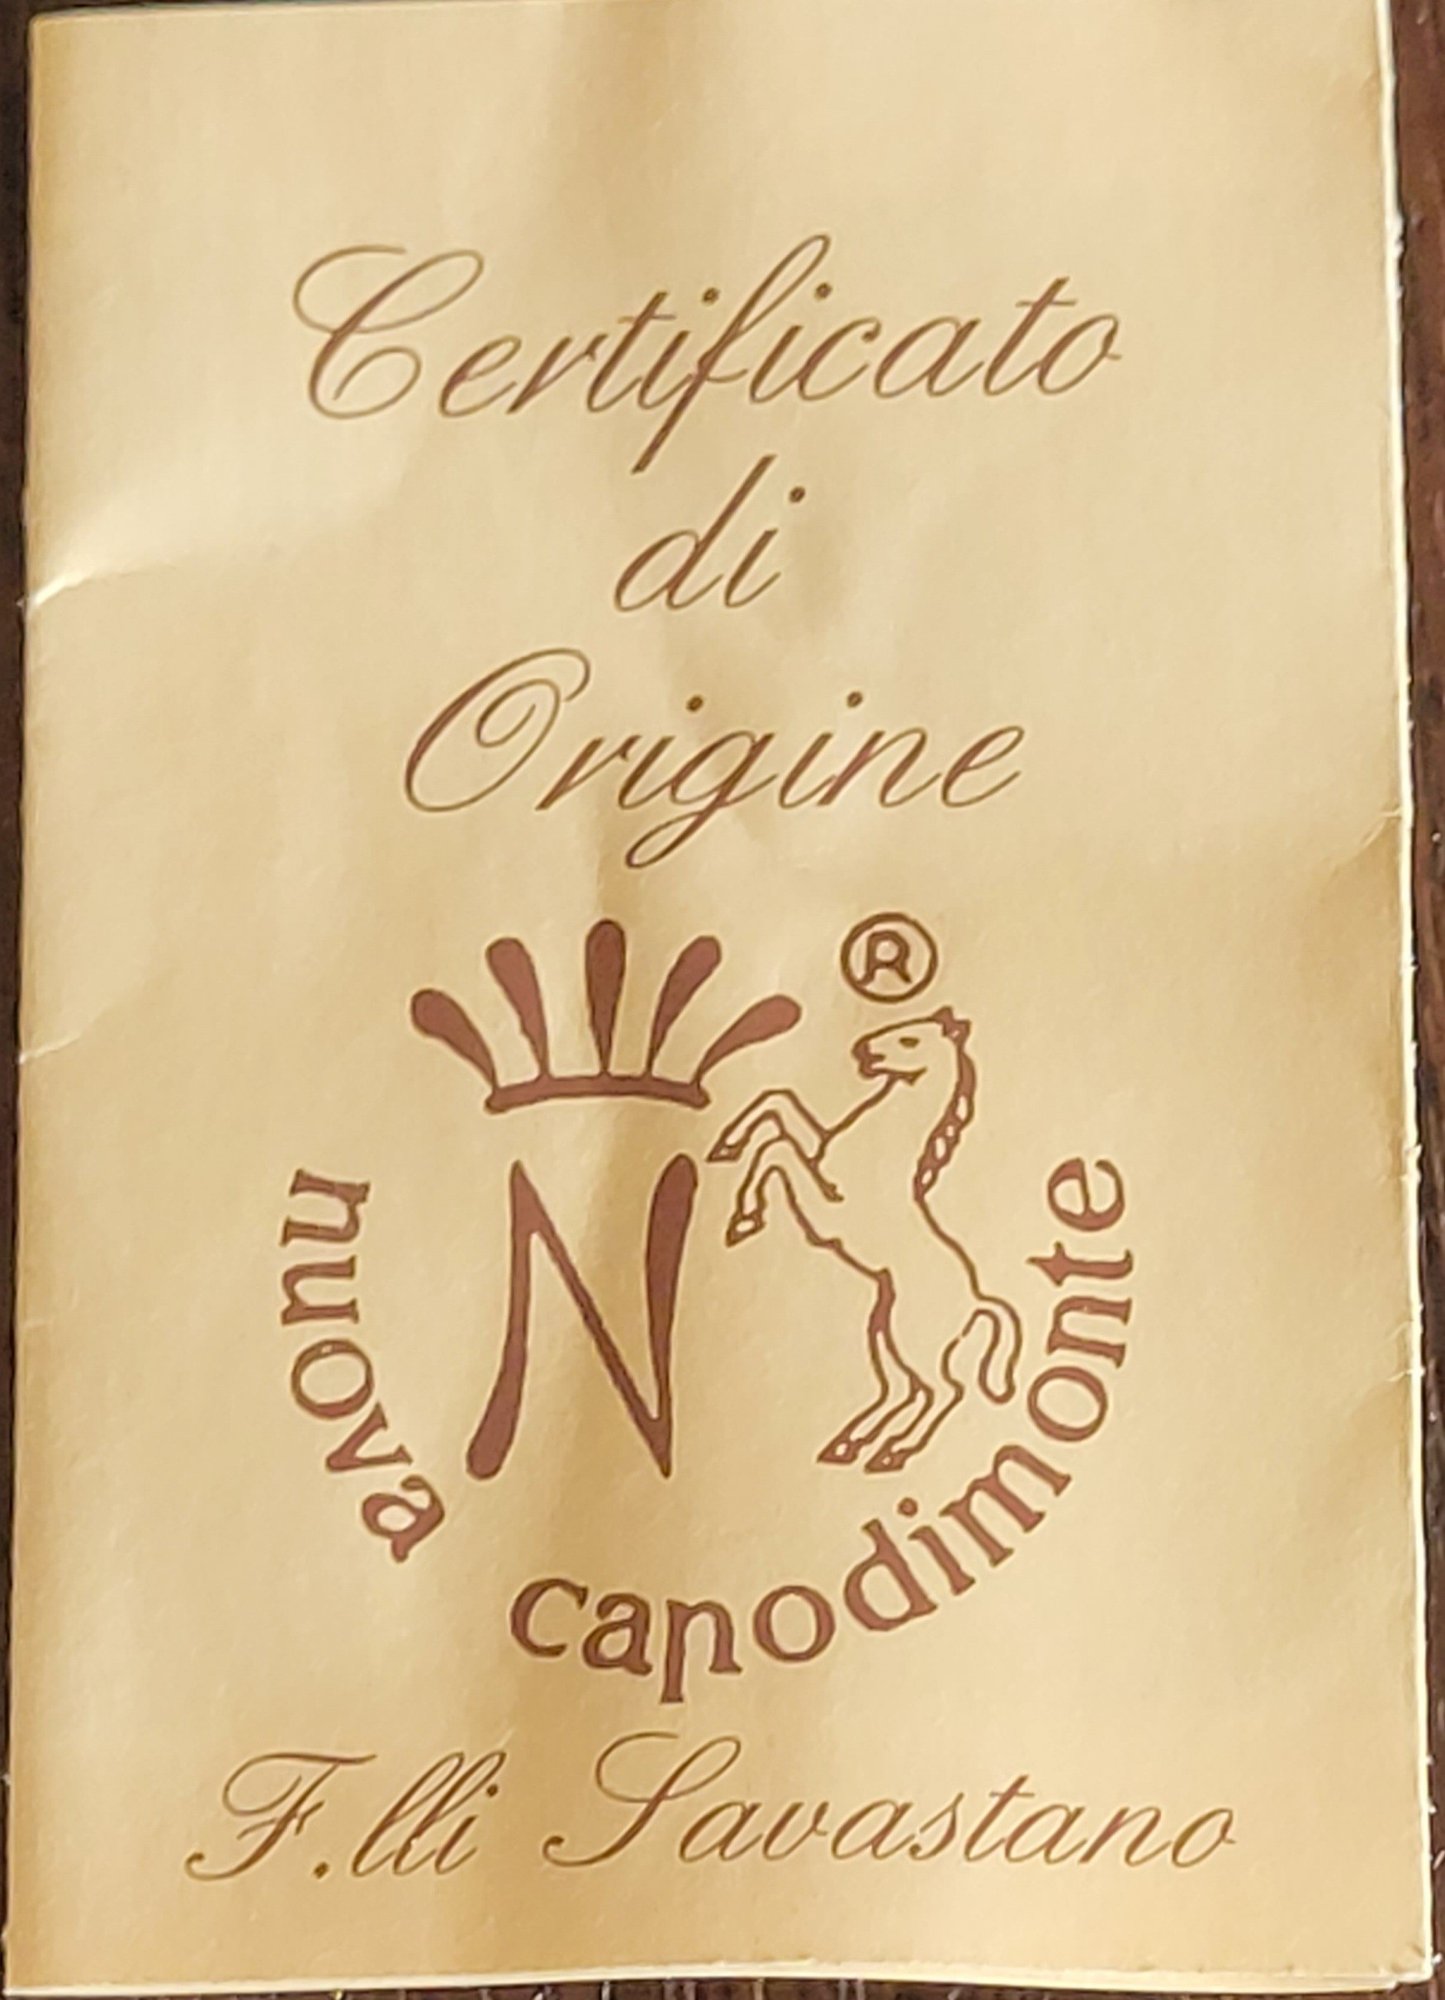 Certificato
di
Origine
®
N
nuova capodimonte
F.lli Savastano